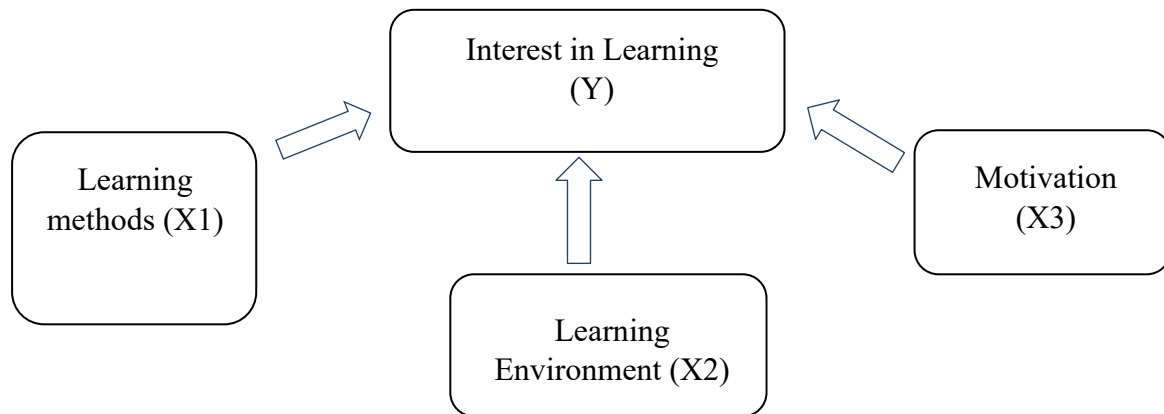 Interest in Learning
(Y)
Learning
methods (X1)
Motivation
(X3)
Learning
Environment (X2)